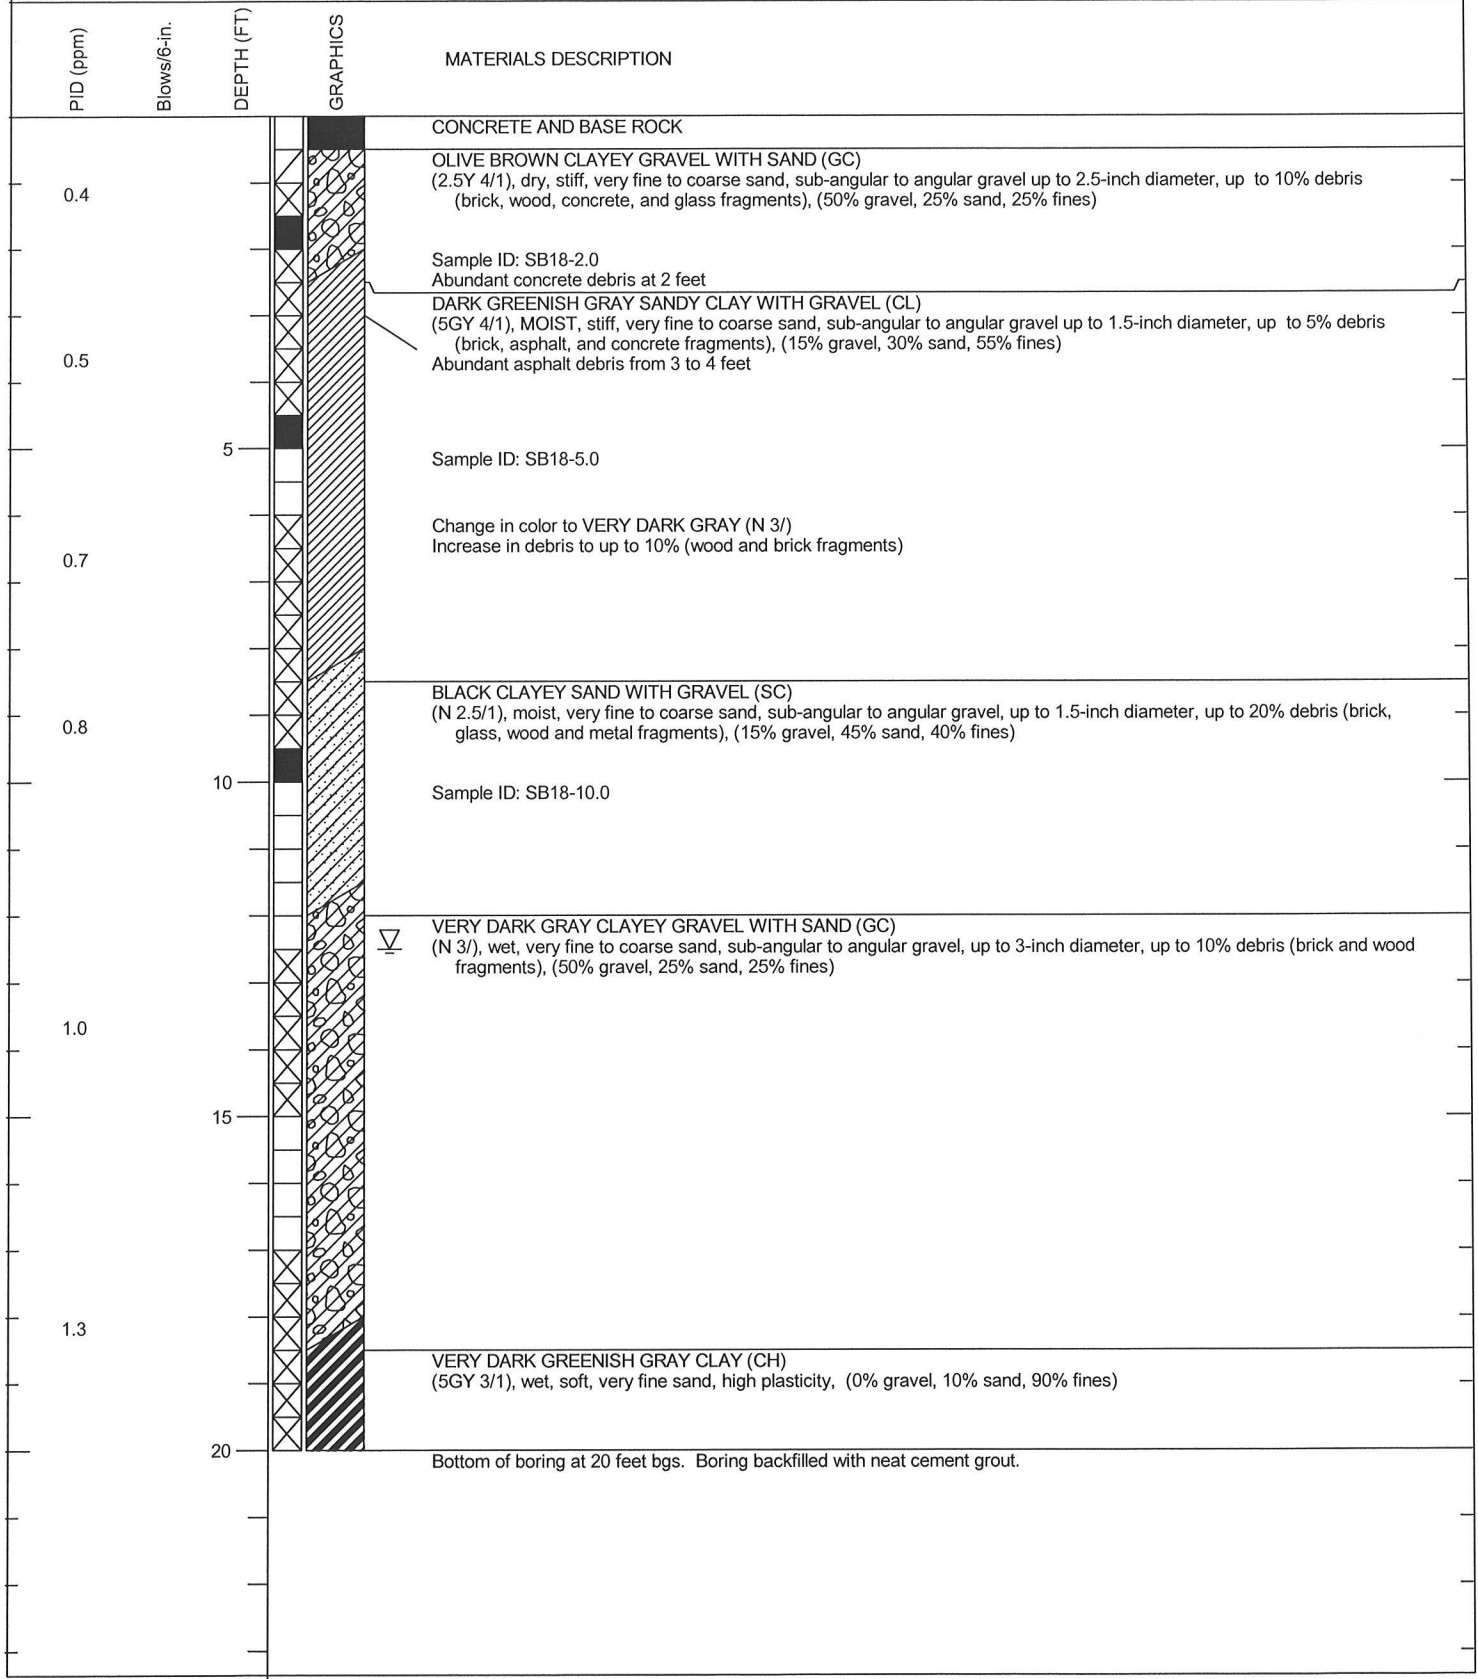 PID (ppm)
Blows/6-in.
DEPTH (FT)
GRAPHICS
MATERIALS DESCRIPTION
CONCRETE AND BASE ROCK
OLIVE BROWN CLAYEY GRAVEL WITH SAND (GC)
(2.5Y 4/1), dry, stiff, very fine to coarse sand, sub-angular to angular gravel up to 2.5-inch diameter, up to 10% debris
0.4
(brick, wood, concrete, and glass fragments), (50% gravel, 25% sand, 25% fines)
Sample ID: SB18-2.0
Abundant concrete debris at 2 feet
DARK GREENISH GRAY SANDY CLAY WITH GRAVEL (CL)
(5GY 4/1), MOIST, stiff, very fine to coarse sand, sub-angular to angular gravel up to 1.5-inch diameter, up to 5% debris
(brick, asphalt, and concrete fragments), (15% gravel, 30% sand, 55% fines)
0.5
Abundant asphalt debris from 3 to 4 feet
5
Sample ID: SB18-5.0
Change in color to VERY DARK GRAY (N 3/)
Increase in debris to up to 10% (wood and brick fragments)
0.7
BLACK CLAYEY SAND WITH GRAVEL (SC)
(N 2.5/1), moist, very fine to coarse sand, sub-angular to angular gravel, up to 1.5-inch diameter, up to 20% debris (brick,
0.8
glass, wood and metal fragments), (15% gravel, 45% sand, 40% fines)
10
Sample ID: SB18-10.0
VERY DARK GRAY CLAYEY GRAVEL WITH SAND (GC)
(N 3/), wet, very fine to coarse sand, sub-angular to angular gravel, up to 3-inch diameter, up to 10% debris (brick and wood
fragments), (50% gravel, 25% sand, 25% fines)
1.0
15
1.3
VERY DARK GREENISH GRAY CLAY (CH)
(5GY 3/1), wet, soft, very fine sand, high plasticity, (0% gravel, 10% sand, 90% fines)
20
Bottom of boring at 20 feet bgs. Boring backfilled with neat cement grout.